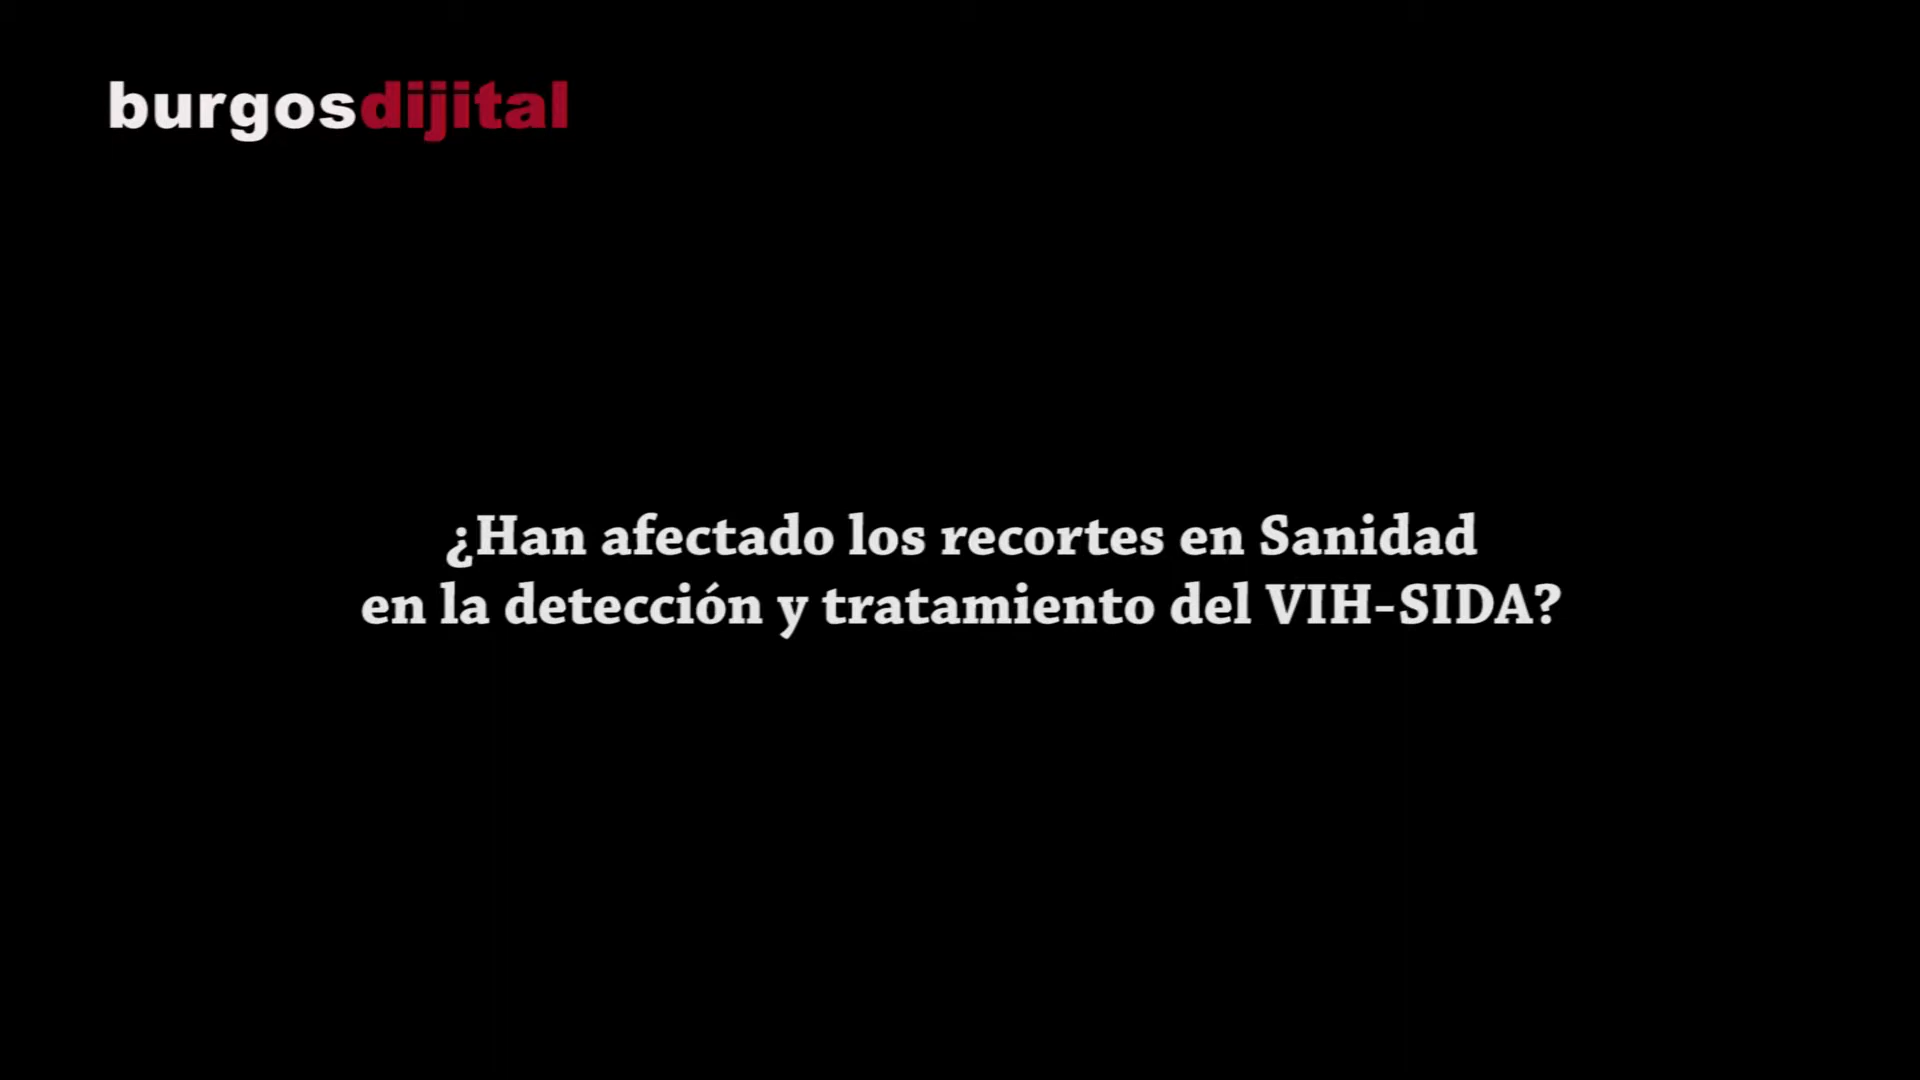 burgosdijital
¿Han afectado los recortes en Sanidad
en la detección y tratamiento del VIH-SIDA?